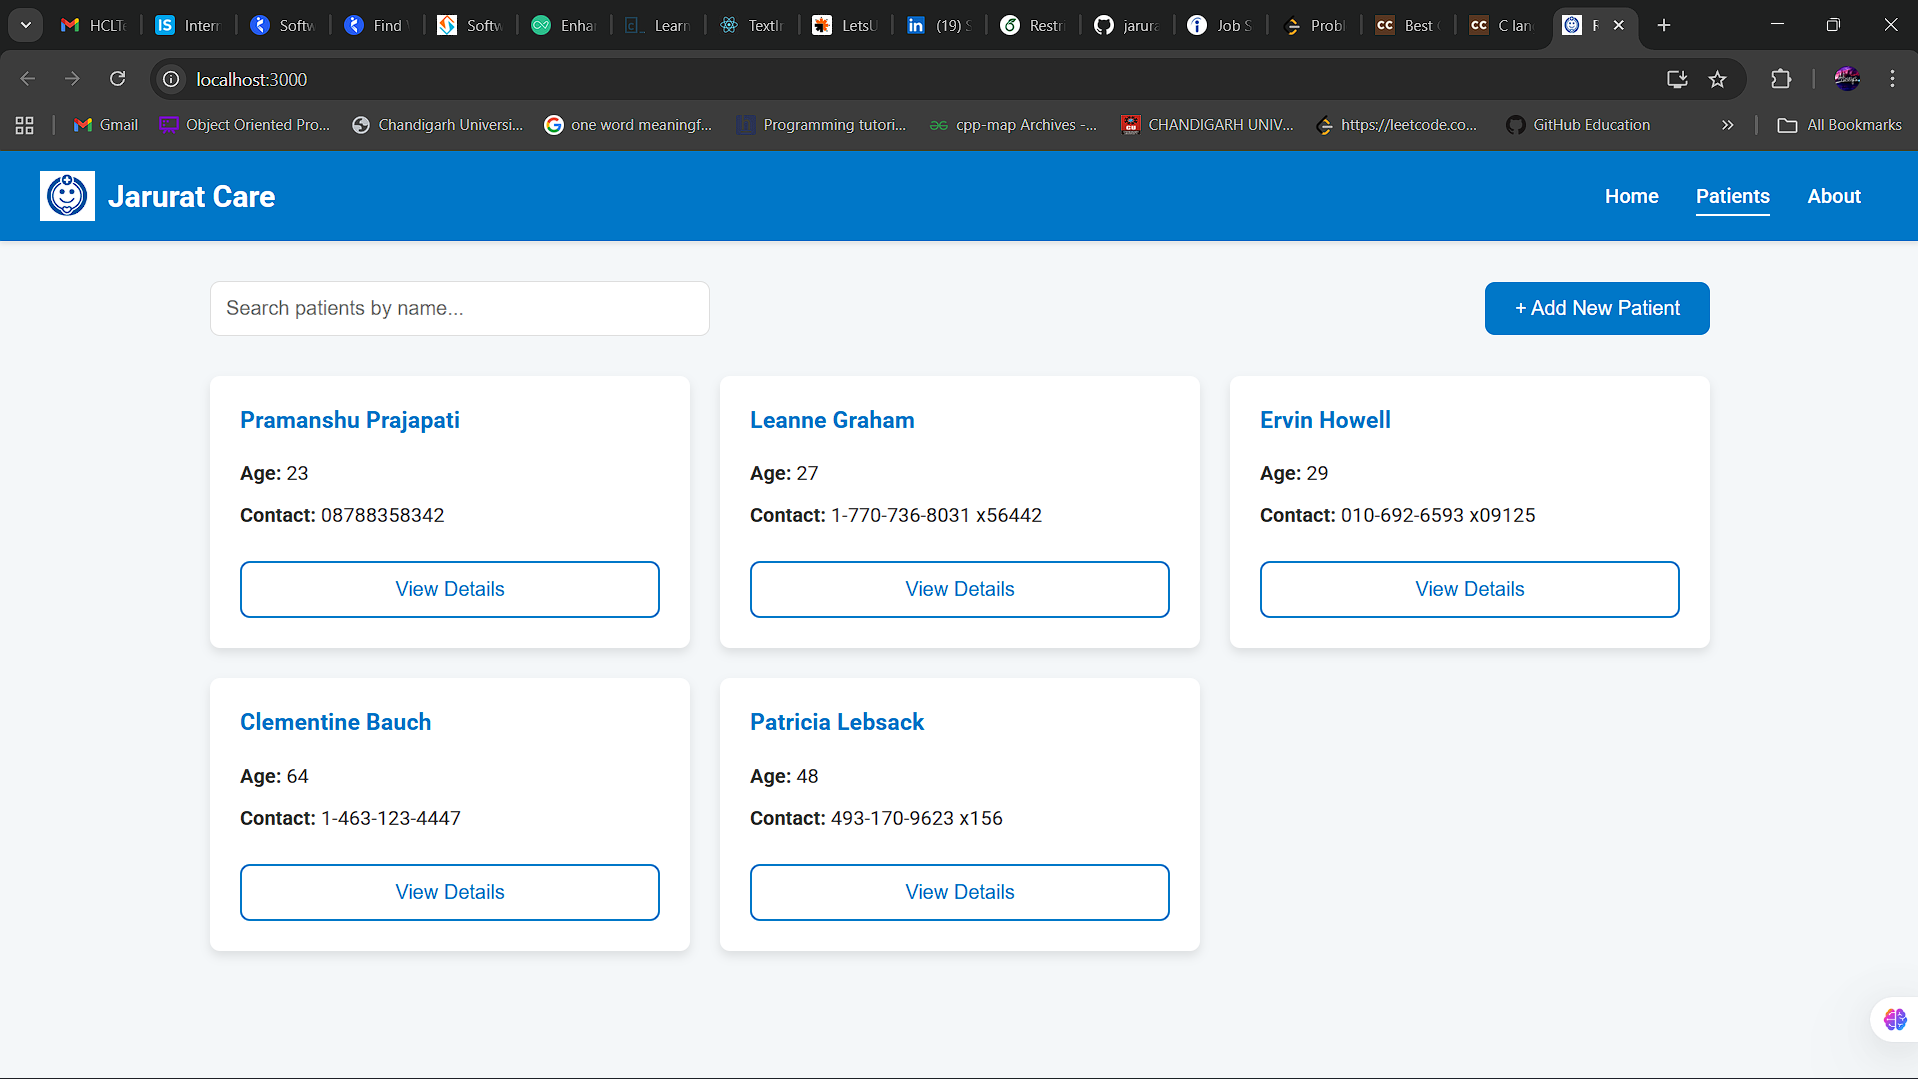 HCLTe
Intern
Softw
Find
Softw
Enhan
Learn
TextIn
LetsU
(19) S
Restri
jarura
Job S
Probl
Best
C lan
localhost:3000
Gmail
Object Oriented Pro...
Chandigarh Universi...
one word meaningf...
Programming tutori...
cpp-map Archives -...
CHANDIGARH UNIV...
https://leetcode.co...
GitHub Education
All Bookmarks
Jarurat Care
Home
Patients
About
Search patients by name...
+ Add New Patient
Pramanshu Prajapati
Age: 23
Contact: 08788358342
View Details
Leanne Graham
Age: 27
Contact: 1-770-736-8031 x56442
View Details
Ervin Howell
Age: 29
Contact: 010-692-6593 x09125
View Details
Clementine Bauch
Age: 64
Contact: 1-463-123-4447
View Details
Patricia Lebsack
Age: 48
Contact: 493-170-9623 x156
View Details